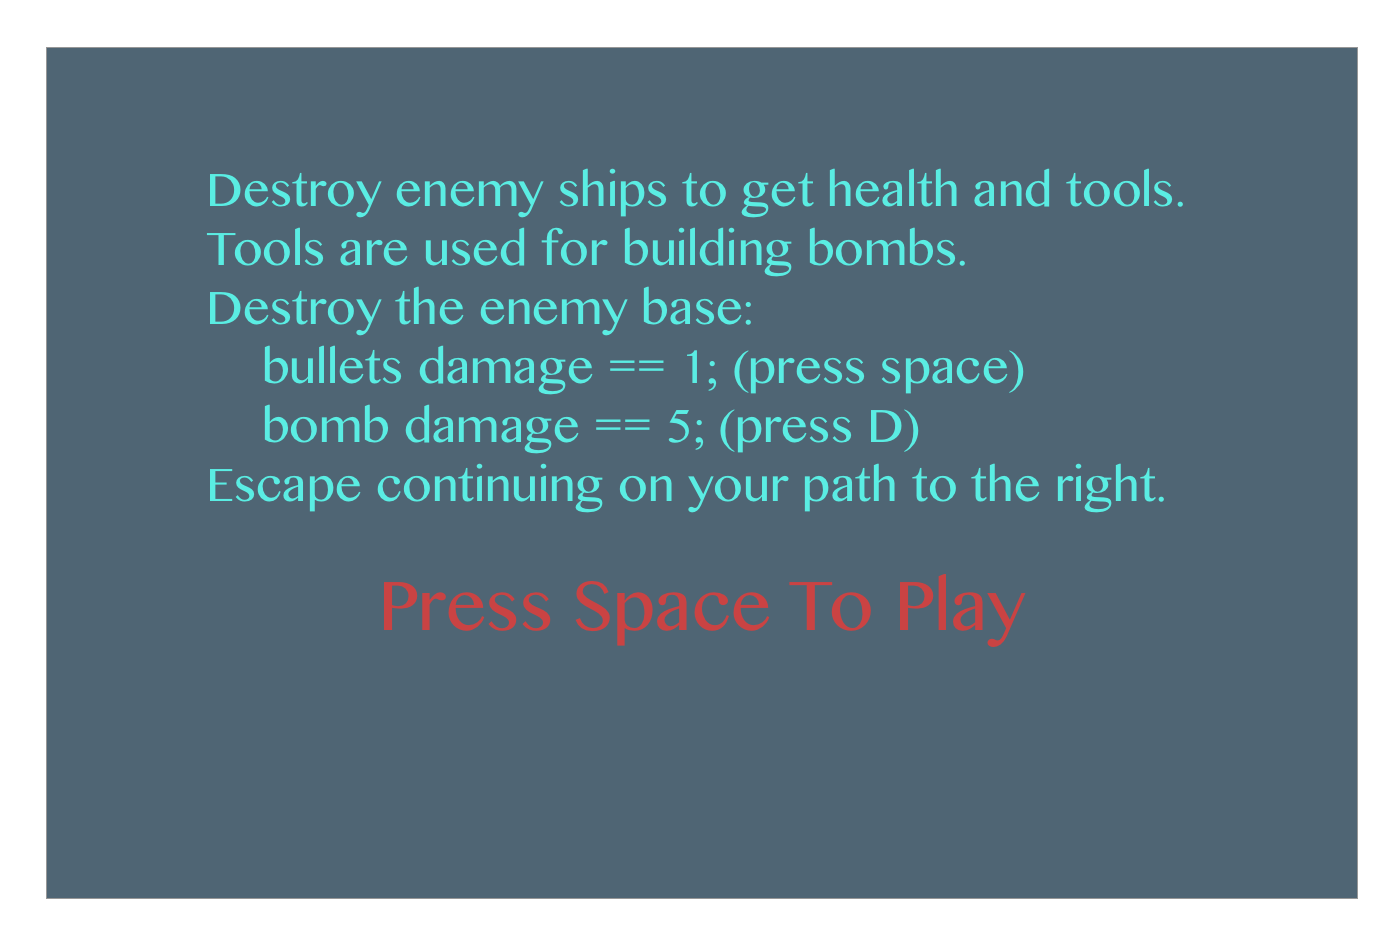 Destroy enemy ships to get health and tools.
Tools are used for building bombs.
Destroy the enemy base:
bullets damage == 1; (press space)
bomb damage == 5; (press D)
Escape continuing on your path to the right.
Press Space To Play